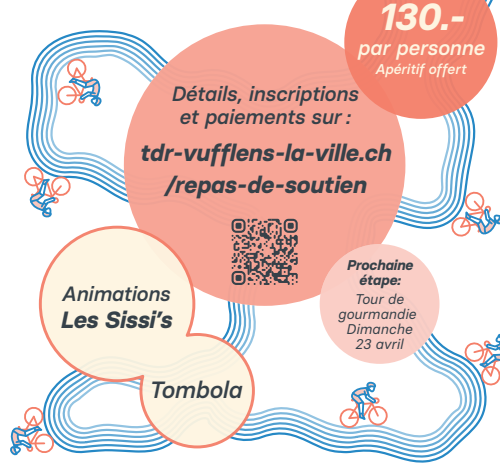 130.-
par personne
Apéritif offert
Détails, inscriptions
et paiements sur :
tdr-vufflens-la-ville.ch
/repas-de-soutien
Prochaine
étape:
Tour de
gourmandie
Dimanche
23 avril
Animations
Les Sissi's
Tombola